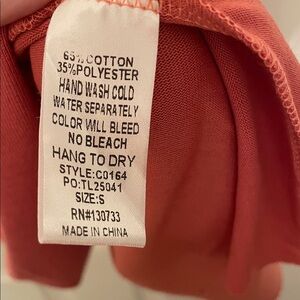 65% COTTON
35%POLYESTER
HAND WASH COLD
WATER SEPARATELY
COLOR WILL BLEED
NO BLEACH
HANG TO DRY
STYLE:C0164
PO:TL25041
SIZE:S
RN#130733
MADE IN CHINA